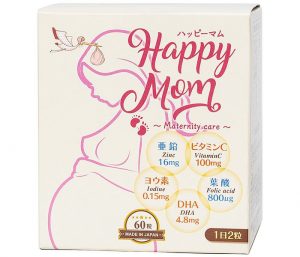 ハッピーマム
Happy
Mom
～ Maternity care ～
亜鉛
Zinc
16mg
ビタミンC
VitaminC
100mg
ヨウ素
Iodine
0.15mg
葉酸
Folic acid
800μg
DHA
DHA
4.8mg
60粒
MADE IN JAPAN
1日2粒